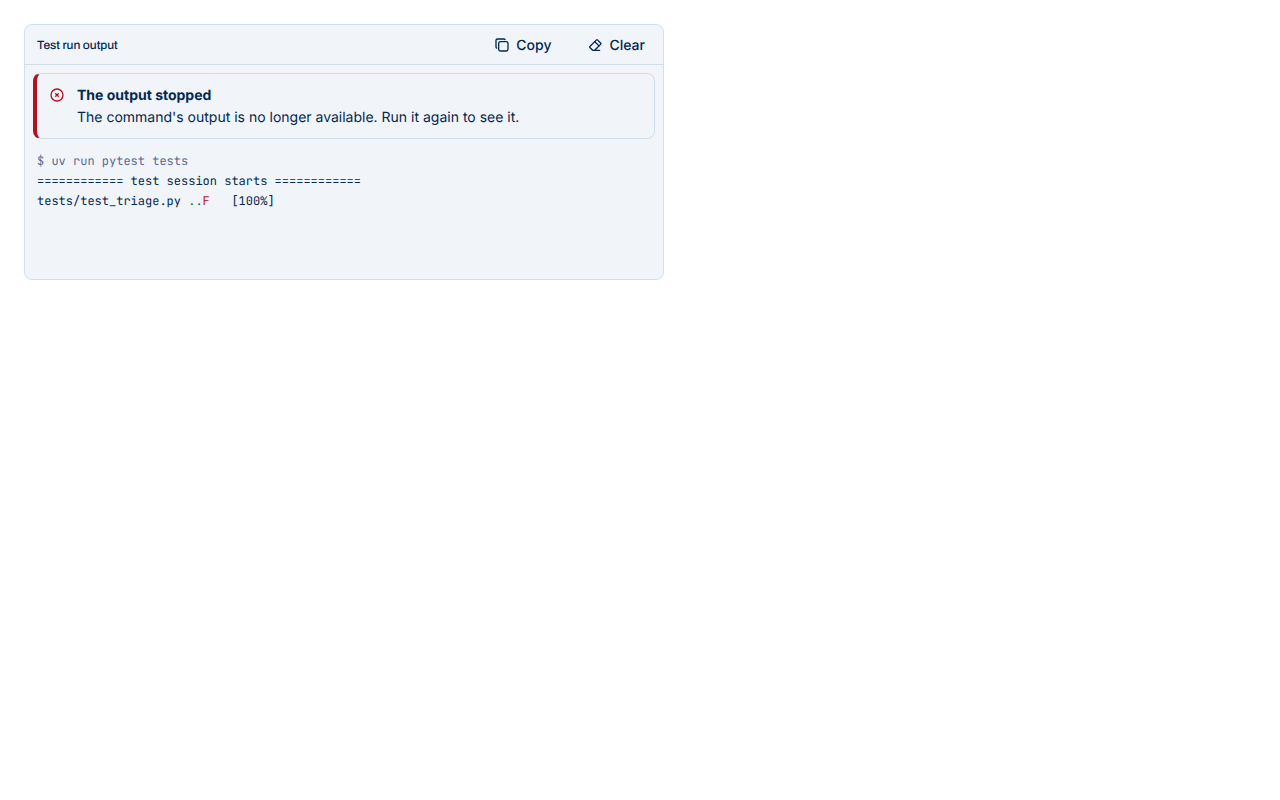 Test run output
Copy
Clear
The output stopped
The command's output is no longer available. Run it again to see it.
$ uv run pytest tests
============ test session starts ============
tests/test_triage.py ..F   [100%]